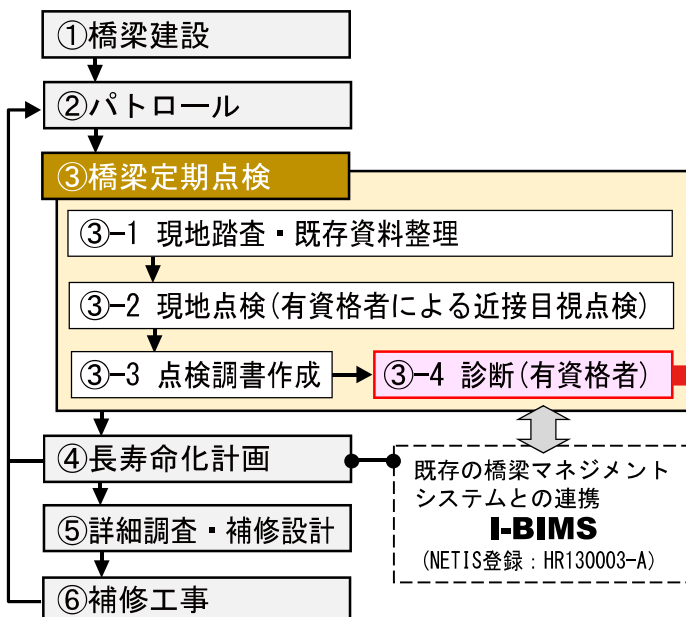 ①橋梁建設
②パトロール
③橋梁定期点検
③-1 現地踏査・既存資料整理
③-2 現地点検(有資格者による近接目視点検)
③-3 点検調書作成
③-4 診断(有資格者)
④長寿命化計画
既存の橋梁マネジメント
システムとの連携
I-BIMS
(NETIS登録：HR130003-A)
⑤詳細調査・補修設計
⑥補修工事